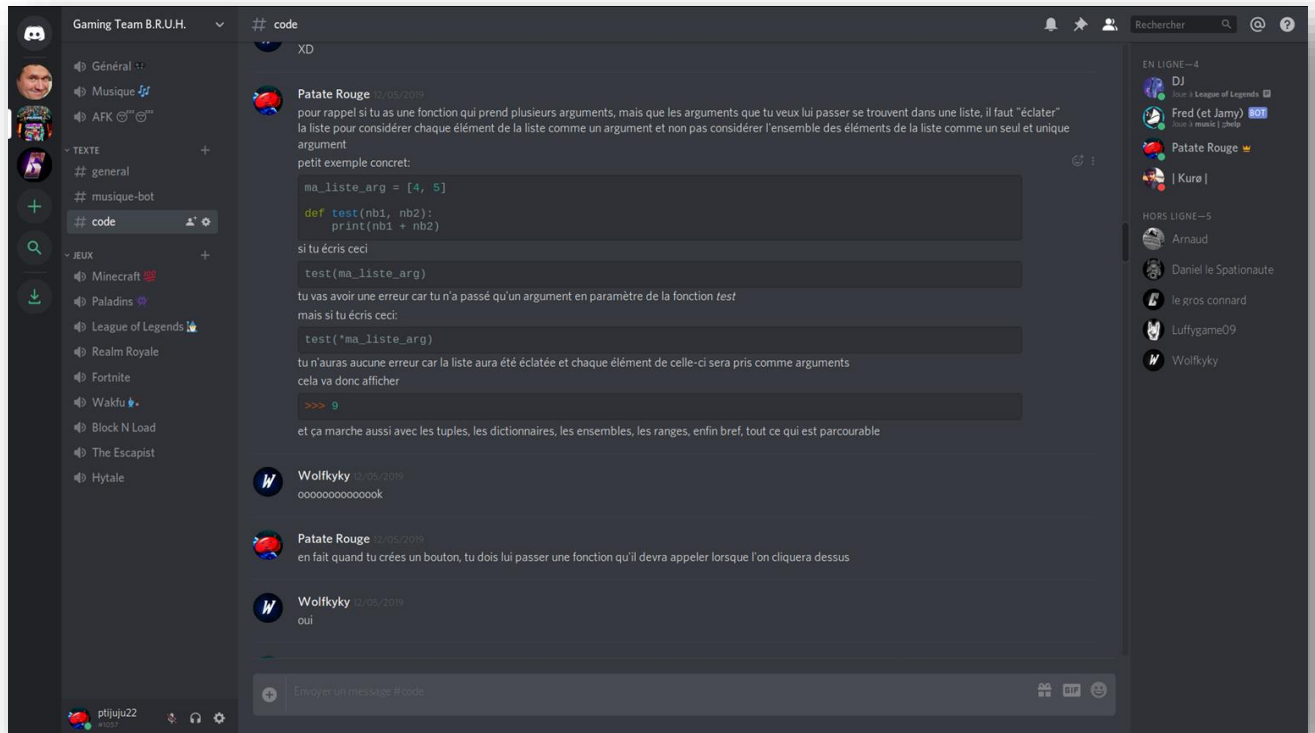 Gaming Team B.R.U.H.
Général
Musique
AFK
TEXTE
# general
# musique-bot
# code
JEUX
Minecraft
Paladins
League of Legends
Realm Royale
Fortnite
Wakfu
Block N Load
The Escapist
Hytale
ptijuju22
#1057
# code
Rechercher
XD
Patate Rouge 12/05/2019
pour rappel si tu as une fonction qui prend plusieurs arguments, mais que les arguments que tu veux lui passer se trouvent dans une liste, il faut "éclater"
la liste pour considérer chaque élément de la liste comme un argument et non pas considérer l'ensemble des éléments de la liste comme un seul et unique
argument
petit exemple concret:
ma_liste_arg = [4, 5]
def test(nb1, nb2):
print(nb1 + nb2)
si tu écris ceci
test(ma_liste_arg)
tu vas avoir une erreur car tu n'a passé qu'un argument en paramètre de la fonction test
mais si tu écris ceci:
test(*ma_liste_arg)
tu n'auras aucune erreur car la liste aura été éclatée et chaque élément de celle-ci sera pris comme arguments
cela va donc afficher
>>> 9
et ça marche aussi avec les tuples, les dictionnaires, les ensembles, les ranges, enfin bref, tout ce qui est parcourable
Wolfkyky 12/05/2019
oooooooooooook
Patate Rouge 12/05/2019
en fait quand tu crées un bouton, tu dois lui passer une fonction qu'il devra appeler lorsque l'on cliquera dessus
Wolfkyky 12/05/2019
oui
Envoyer un message #code
GIF
EN LIGNE—4
DJ
Joue à League of Legends
Fred (et Jamy) BOT
Joue à music | ;;help
Patate Rouge
| Kurø |
HORS LIGNE—5
Arnaud
Daniel le Spationaute
le gros connard
Luffygame09
Wolfkyky